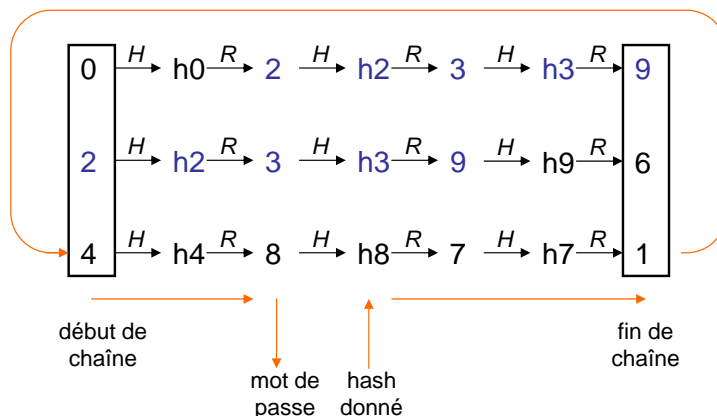 0 H h0 R 2 H h2 R 3 H h3 R 9
2 H h2 R 3 H h3 R 9 H h9 R 6
4 H h4 R 8 H h8 R 7 H h7 R 1
début de
chaîne
fin de
chaîne
mot de
passe
hash
donné